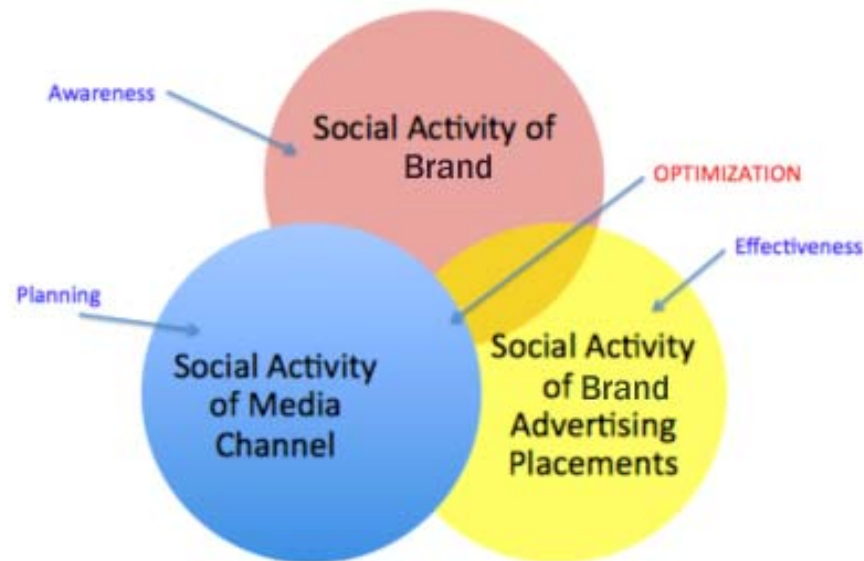 Awareness
Social Activity of
Brand
OPTIMIZATION
Effectiveness
Planning
Social Activity
of Media
Channel
Social Activity
of Brand
Advertising
Placements